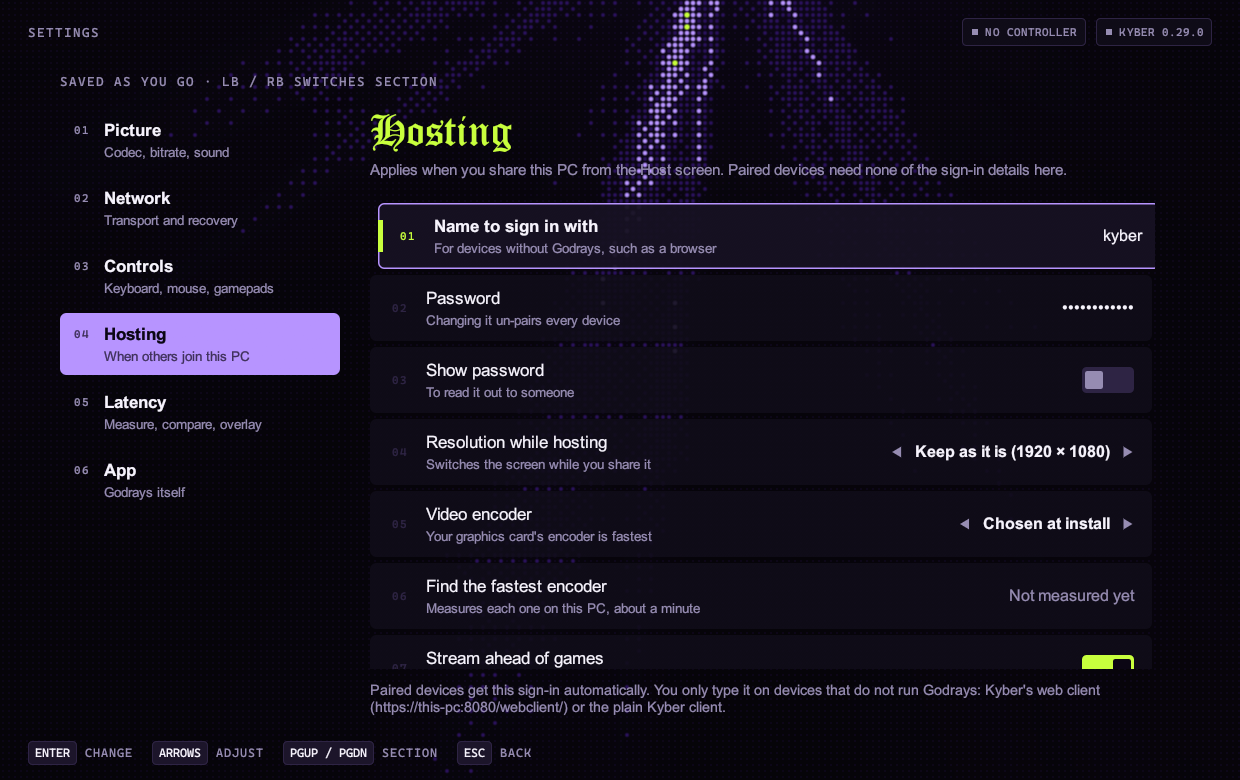 SETTINGS
NO CONTROLLER
KYBER 0.29.0
SAVED AS YOU GO · LB / RB SWITCHES SECTION
01 Picture
Codec, bitrate, sound
02 Network
Transport and recovery
03 Controls
Keyboard, mouse, gamepads
04 Hosting
When others join this PC
05 Latency
Measure, compare, overlay
06 App
Godrays itself
Hosting
Applies when you share this PC from the Host screen. Paired devices need none of the sign-in details here.
01 Name to sign in with
For devices without Godrays, such as a browser
kyber
02 Password
Changing it un-pairs every device
••••••••••••
03 Show password
To read it out to someone
04 Resolution while hosting
Switches the screen while you share it
◀ Keep as it is (1920 × 1080) ▶
05 Video encoder
Your graphics card's encoder is fastest
◀ Chosen at install ▶
06 Find the fastest encoder
Measures each one on this PC, about a minute
Not measured yet
07 Stream ahead of games
Paired devices get this sign-in automatically. You only type it on devices that do not run Godrays: Kyber's web client
(https://this-pc:8080/webclient/) or the plain Kyber client.
ENTER CHANGE ARROWS ADJUST PGUP / PGDN SECTION ESC BACK